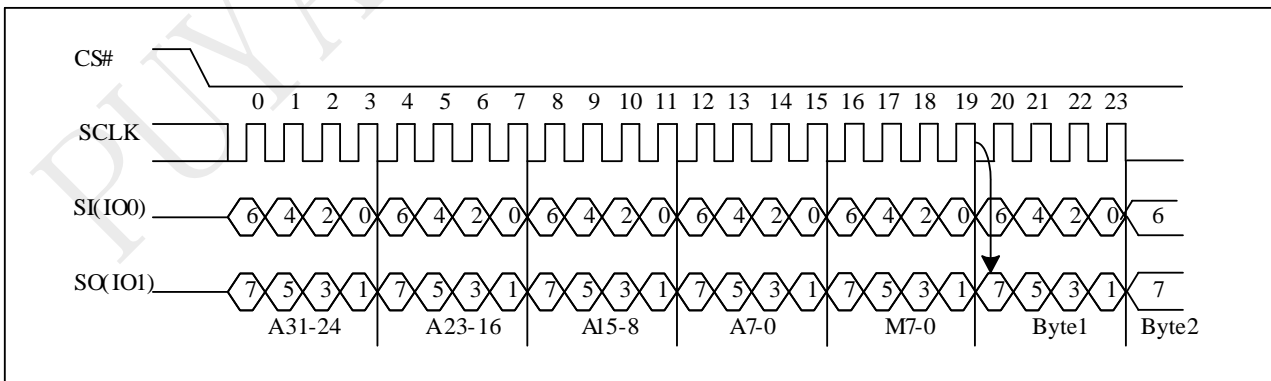 PUYA
CS#
0 1 2 3 4 5 6 7 8 9 10 11 12 13 14 15 16 17 18 19 20 21 22 23
SCLK
SI(IO0) 6 4 2 0 6 4 2 0 6 4 2 0 6 4 2 0 6 4 2 0 6 4 2 0 6
SO(IO1) 7 5 3 1 7 5 3 1 7 5 3 1 7 5 3 1 7 5 3 1 7 5 3 1 7
A31-24 A23-16 A15-8 A7-0 M7-0 Byte1 Byte2